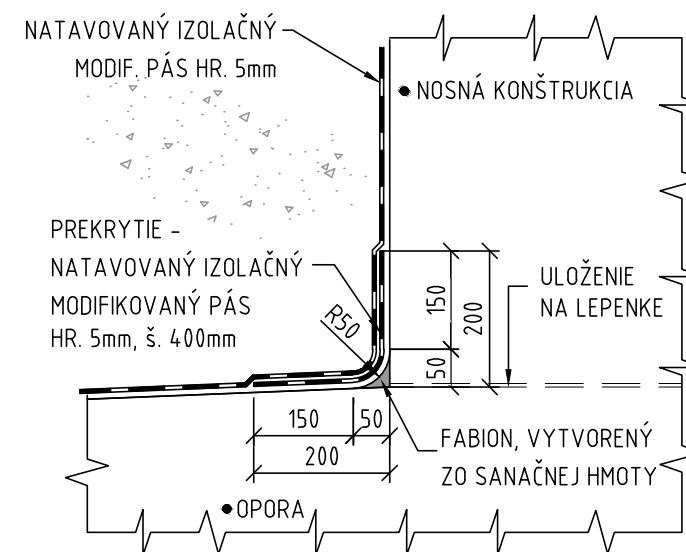 NATAVOVANÝ IZOLAČNÝ
MODIF. PÁS HR. 5mm
NOSNÁ KONŠTRUKCIA
PREKRYTIE -
NATAVOVANÝ IZOLAČNÝ
MODIFIKOVANÝ PÁS
HR. 5mm, š. 400mm
R50
150
200
50
ULOŽENIE
NA LEPENKE
150
50
200
FABION, VYTVORENÝ
ZO SANAČNEJ HMOTY
OPORA